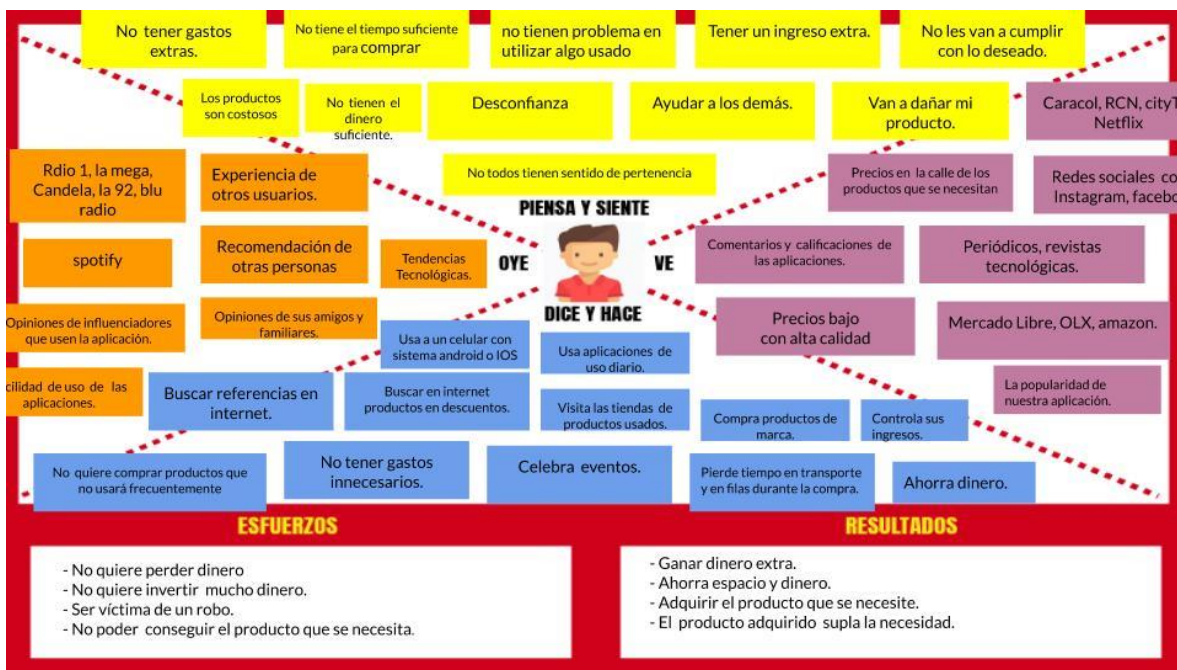 No tener gastos
extras.
No tiene el tiempo suficiente
para comprar
no tienen problema en
utilizar algo usado
Tener un ingreso extra.
No les van a cumplir
con lo deseado.
Los productos
son costosos
No tienen el
dinero
suficiente.
Desconfianza
Ayudar a los demás.
Van a dañar mi
producto.
No todos tienen sentido de pertenencia
PIENSA Y SIENTE
Rdio 1, la mega,
Candela, la 92, blu
radio
Experiencia de
otros usuarios.
spotify
Recomendación de
otras personas
Tendencias
Tecnológicas.
Opiniones de influenciadores
que usen la aplicación.
Opiniones de sus amigos y
familiares.
cilidad de uso de las
aplicaciones.
OYE
VE
Caracol, RCN, cityT
Netflix
Precios en la calle de los
productos que se necesitan
Redes sociales co
Instagram, facebo
Comentarios y calificaciones de
las aplicaciones.
Periódicos, revistas
tecnológicas.
Precios bajo
con alta calidad
Mercado Libre, OLX, amazon.
La popularidad de
nuestra aplicación.
DICE Y HACE
Usa a un celular con
sistema android o IOS
Usa aplicaciones de
uso diario.
Buscar referencias en
internet.
Buscar en internet
productos en descuentos.
Visita las tiendas de
productos usados.
Compra productos de
marca.
Controla sus
ingresos.
No quiere comprar productos que
no usará frecuentemente
No tener gastos
innecesarios.
Celebra eventos.
Pierde tiempo en transporte
y en filas durante la compra.
Ahorra dinero.
ESFUERZOS
- No quiere perder dinero
- No quiere invertir mucho dinero.
- Ser víctima de un robo.
- No poder conseguir el producto que se necesita.
RESULTADOS
- Ganar dinero extra.
- Ahorra espacio y dinero.
- Adquirir el producto que se necesite.
- El producto adquirido supla la necesidad.